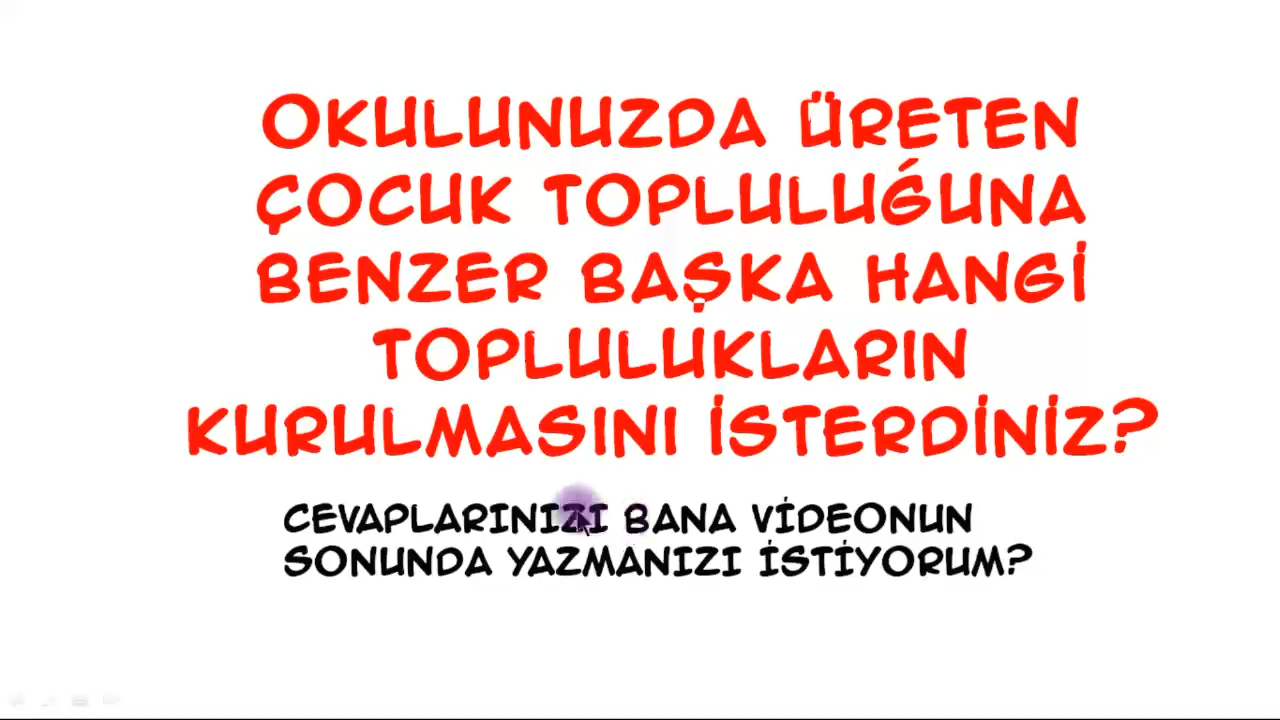 OKULUNUZDA ÜRETEN
ÇOCUK TOPLULUĞUNA
BENZER BAŞKA HANGİ
TOPLULUKLARIN
KURULMASINI İSTERDİNİZ?
CEVAPLARINIZI BANA VİDEONUN
SONUNDA YAZMANIZI İSTİYORUM?